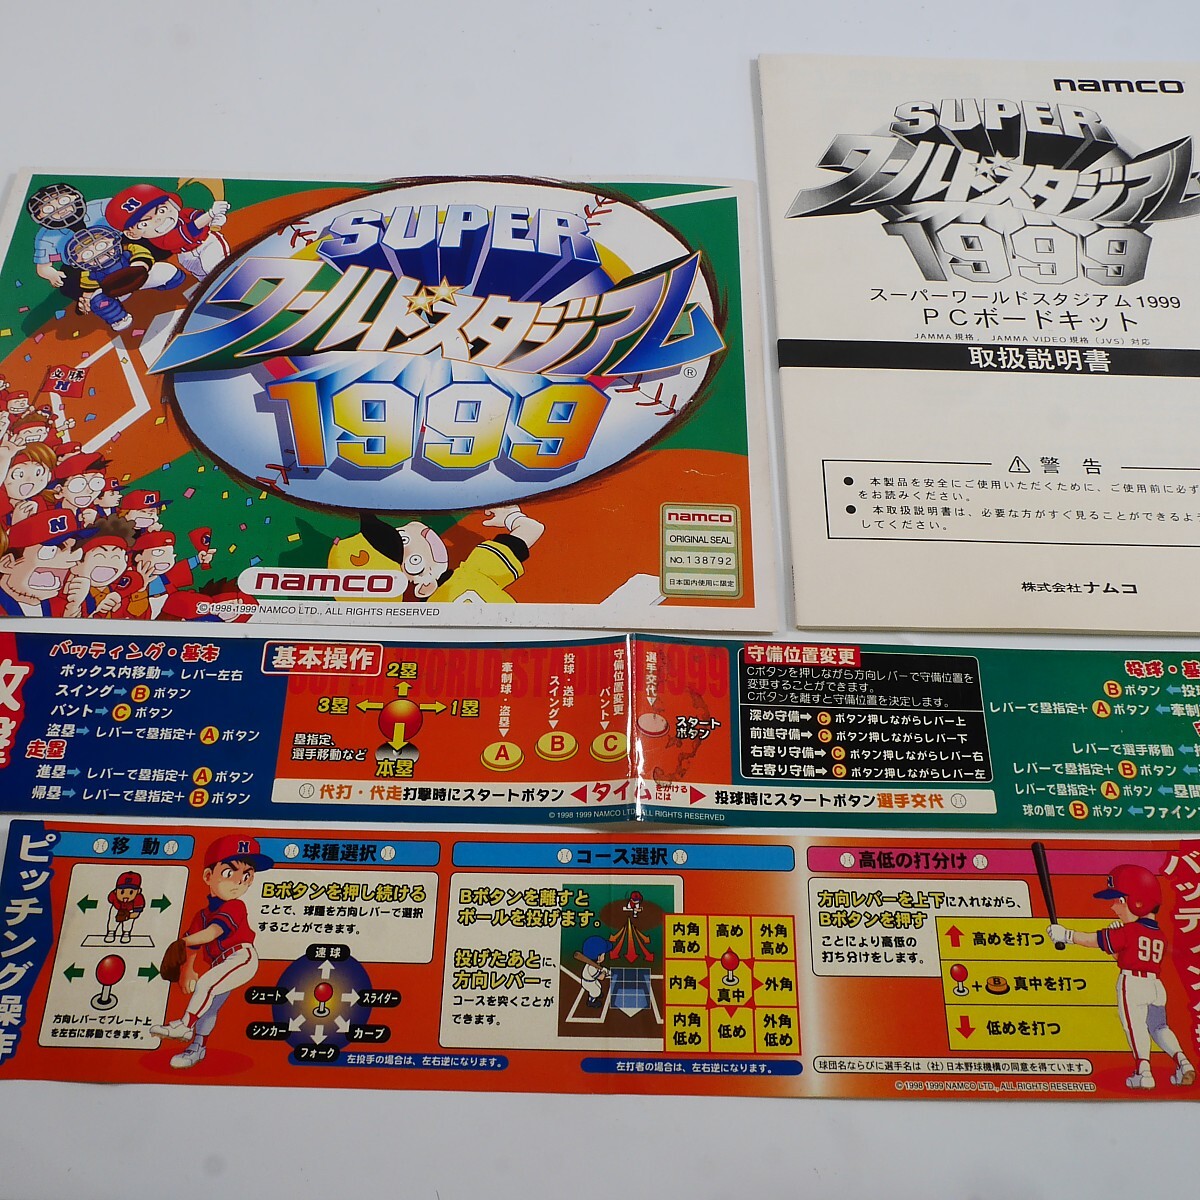 SUPER
ワールドスタジアム
®
1999
必勝
N
namco
© 1998 1999 NAMCO LTD., ALL RIGHTS RESERVED
namco
ORIGINAL SEAL
NO. 138792
日本国内使用に限定
namco
SUPER
ワールドスタジアム
1999
スーパーワールドスタジアム1999
PCボードキット
JAMMA規格、JAMMA VIDEO規格(JVS)対応
取扱説明書
警告
● 本製品を安全にご使用いただくために、ご使用前に必ず
をお読みください。
● 本取扱説明書は、必要な方がすぐ見ることができるよ
してください。
株式会社ナムコ
攻撃
バッティング・基本
ボックス内移動➡レバー左右
スイング➡Bボタン
バント➡Cボタン
盗塁➡レバーで塁指定+Aボタン
走塁
進塁➡レバーで塁指定+Aボタン
帰塁➡レバーで塁指定+Bボタン
基本操作
2塁
3塁
1塁
本塁
塁指定、
選手移動など
牽制球・盗塁▶
A
投球・送球
スイング▶
B
守備位置変更
バント▶
C
選手交代▶
スタート
ボタン
代打・代走打撃時にスタートボタン
タイムをかけるには
投球時にスタートボタン選手交代
© 1998 1999 NAMCO LTD., ALL RIGHTS RESERVED
守備位置変更
Cボタンを押しながら方向レバーで守備位置を
変更することができます。
Cボタンを離すと守備位置を決定します。
深め守備➡Cボタン押しながらレバー上
前進守備➡Cボタン押しながらレバー下
右寄り守備➡Cボタン押しながらレバー右
左寄り守備➡Cボタン押しながらレバー左
投球・基
Bボタン⬅投
レバーで塁指定+Aボタン⬅牽制
レバーで選手移動⬅
レバーで塁指定+Bボタン⬅
レバーで塁指定+Aボタン⬅塁間
球の側でBボタン⬅ファイン
ピッチング操作
移動
方向レバーでプレート上
を左右に移動できます。
球種選択
Bボタンを押し続ける
ことで、球種を方向レバーで選択
することができます。
速球
シュート
スライダー
シンカー
カーブ
フォーク
左投手の場合は、左右逆になります。
コース選択
Bボタンを離すと
ボールを投げます。
投げたあとに、
方向レバーで
コースを突くことが
できます。
内角高め
高め
外角高め
内角
真中
外角
内角低め
低め
外角低め
左打者の場合は、左右逆になります。
高低の打分け
方向レバーを上下に入れながら、
Bボタンを押す
ことにより高低の
打ち分けをします。
高めを打つ
+B真中を打つ
低めを打つ
99
球団名ならびに選手名は(社)日本野球機構の同意を得ています。
© 1998 1999 NAMCO LTD., ALL RIGHTS RESERVED